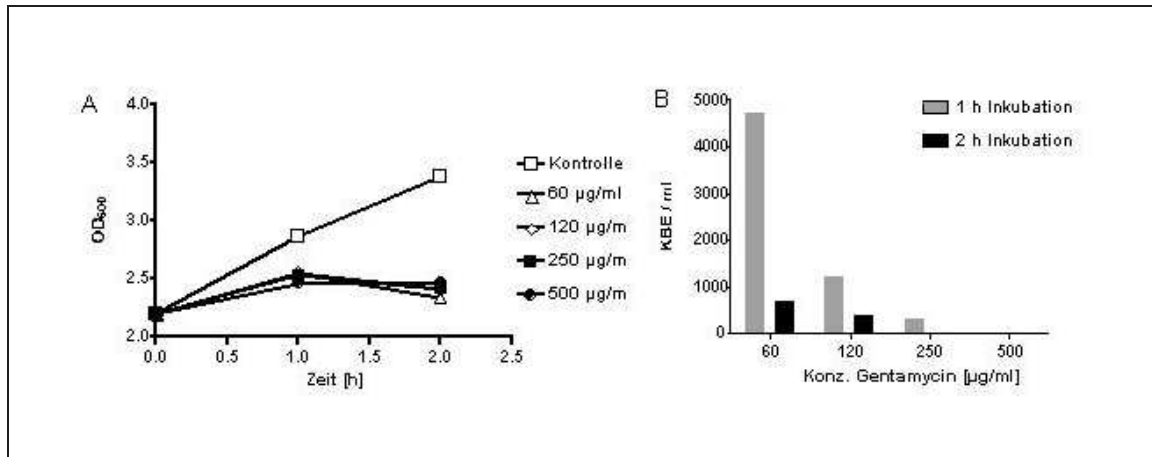 A
4.0
3.5
3.0
2.5
2.0
OD600
0.0 0.5 1.0 1.5 2.0 2.5
Zeit [h]
Kontrolle
60 µg/ml
120 µg/m
250 µg/m
500 µg/m
B
5000
4000
3000
2000
1000
0
KBE / ml
60 120 250 500
Konz. Gentamycin [µg/ml]
1 h Inkubation
2 h Inkubation